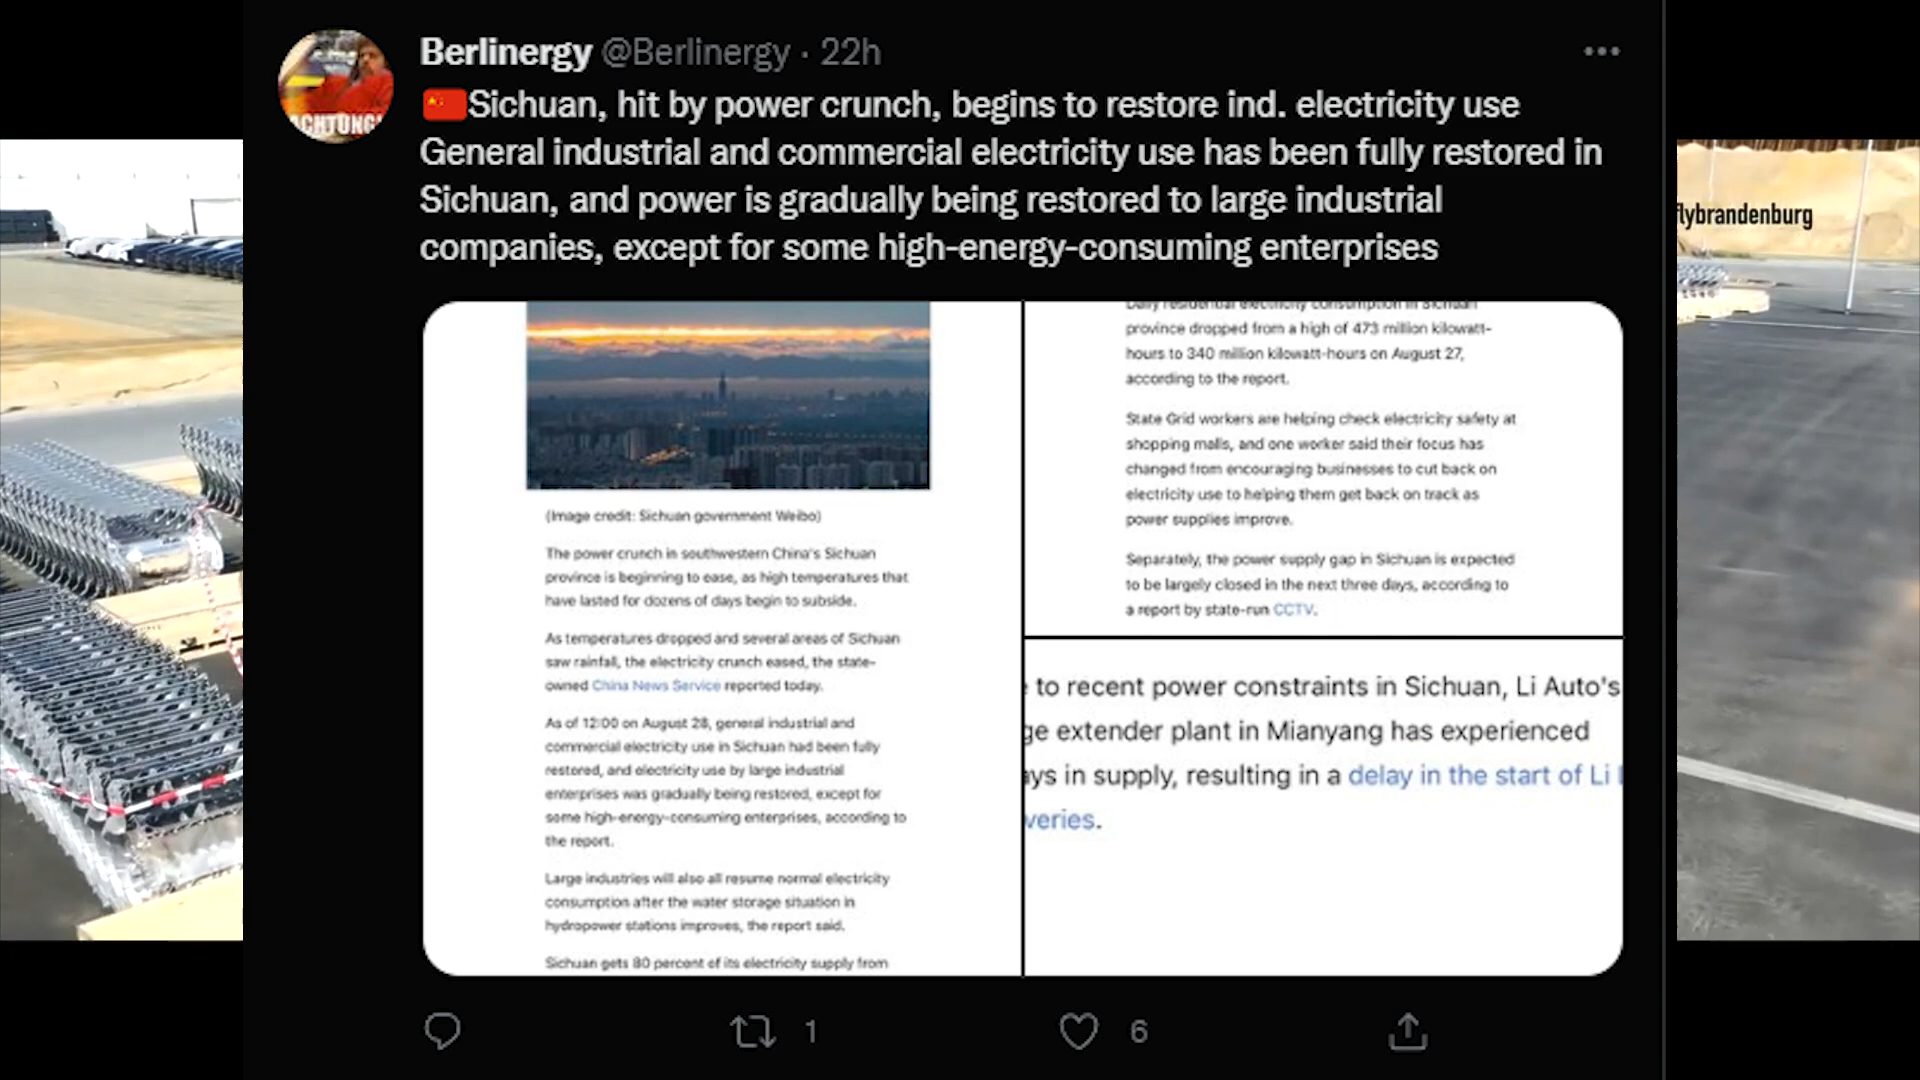 Berlinergy @Berlinergy · 22h
ACHTUNG!
🇨🇳Sichuan, hit by power crunch, begins to restore ind. electricity use
General industrial and commercial electricity use has been fully restored in
Sichuan, and power is gradually being restored to large industrial
companies, except for some high-energy-consuming enterprises
flybrandenburg
(Image credit: Sichuan government Weibo)
The power crunch in southwestern China's Sichuan
province is beginning to ease, as high temperatures that
have lasted for dozens of days begin to subside.
As temperatures dropped and several areas of Sichuan
saw rainfall, the electricity crunch eased, the state-
owned China News Service reported today.
As of 12:00 on August 28, general industrial and
commercial electricity use in Sichuan had been fully
restored, and electricity use by large industrial
enterprises was gradually being restored, except for
some high-energy-consuming enterprises, according to
the report.
Large industries will also all resume normal electricity
consumption after the water storage situation in
hydropower stations improves, the report said.
Sichuan gets 80 percent of its electricity supply from
Daily residential electricity consumption in Sichuan
province dropped from a high of 473 million kilowatt-
hours to 340 million kilowatt-hours on August 27,
according to the report.
State Grid workers are helping check electricity safety at
shopping malls, and one worker said their focus has
changed from encouraging businesses to cut back on
electricity use to helping them get back on track as
power supplies improve.
Separately, the power supply gap in Sichuan is expected
to be largely closed in the next three days, according to
a report by state-run CCTV.
to recent power constraints in Sichuan, Li Auto's
ge extender plant in Mianyang has experienced
ays in supply, resulting in a delay in the start of Li
veries.
1
6